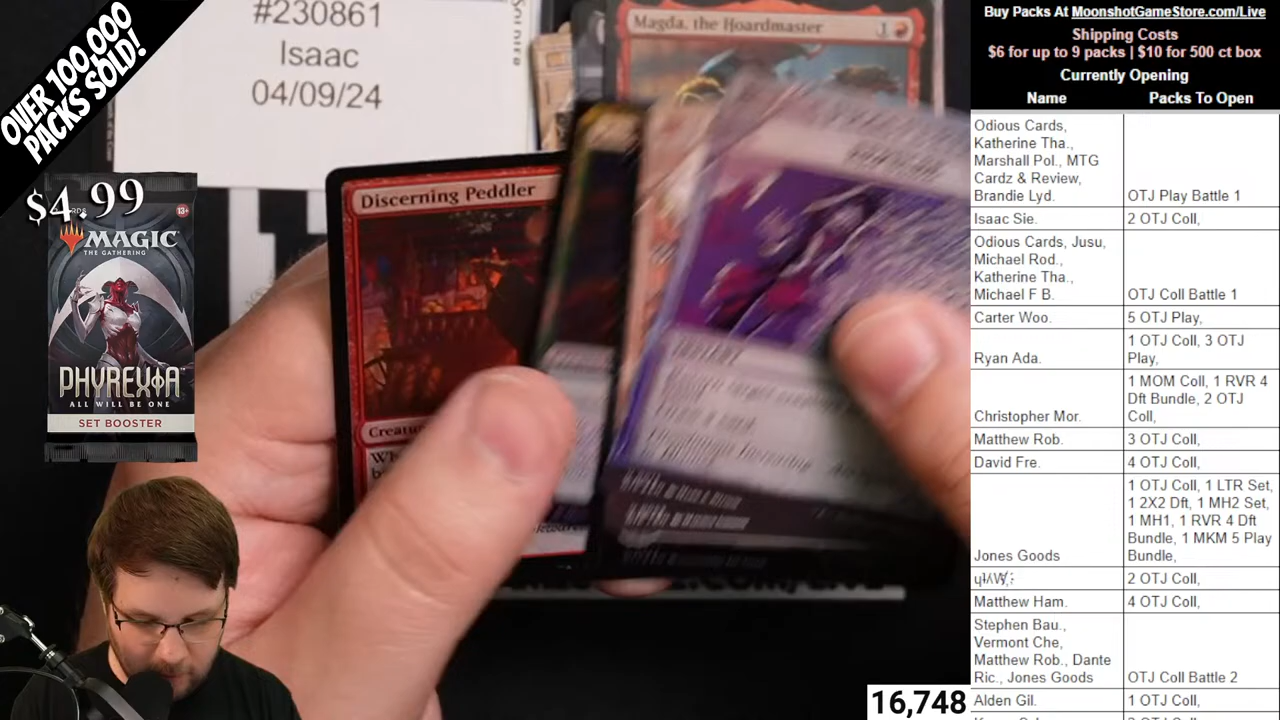 OVER 100,000
PACKS SOLD!
#230861
Isaac
04/09/24
Magda, the Hoardmaster
1
Discerning Peddler
$4.99
13+
MAGIC
THE GATHERING
PHYREXIA
ALL WILL BE ONE
SET BOOSTER
16,748
Buy Packs At MoonshotGameStore.com/Live
Shipping Costs
$6 for up to 9 packs | $10 for 500 ct box
Currently Opening
Name Packs To Open
Odious Cards,
Katherine Tha.,
Marshall Pol., MTG
Cardz & Review,
Brandie Lyd. OTJ Play Battle 1
Isaac Sie. 2 OTJ Coll,
Odious Cards, Jusu,
Michael Rod.,
Katherine Tha.,
Michael F B. OTJ Coll Battle 1
Carter Woo. 5 OTJ Play,
Ryan Ada. 1 OTJ Coll, 3 OTJ
Play,
Christopher Mor. 1 MOM Coll, 1 RVR 4
Dft Bundle, 2 OTJ
Coll,
Matthew Rob. 3 OTJ Coll,
David Fre. 4 OTJ Coll,
Jones Goods 1 OTJ Coll, 1 LTR Set,
1 2X2 Dft, 1 MH2 Set,
1 MH1, 1 RVR 4 Dft
Bundle, 1 MKM 5 Play
Bundle,
2 OTJ Coll,
Matthew Ham. 4 OTJ Coll,
Stephen Bau.,
Vermont Che,
Matthew Rob., Dante
Ric., Jones Goods OTJ Coll Battle 2
Alden Gil. 1 OTJ Coll,